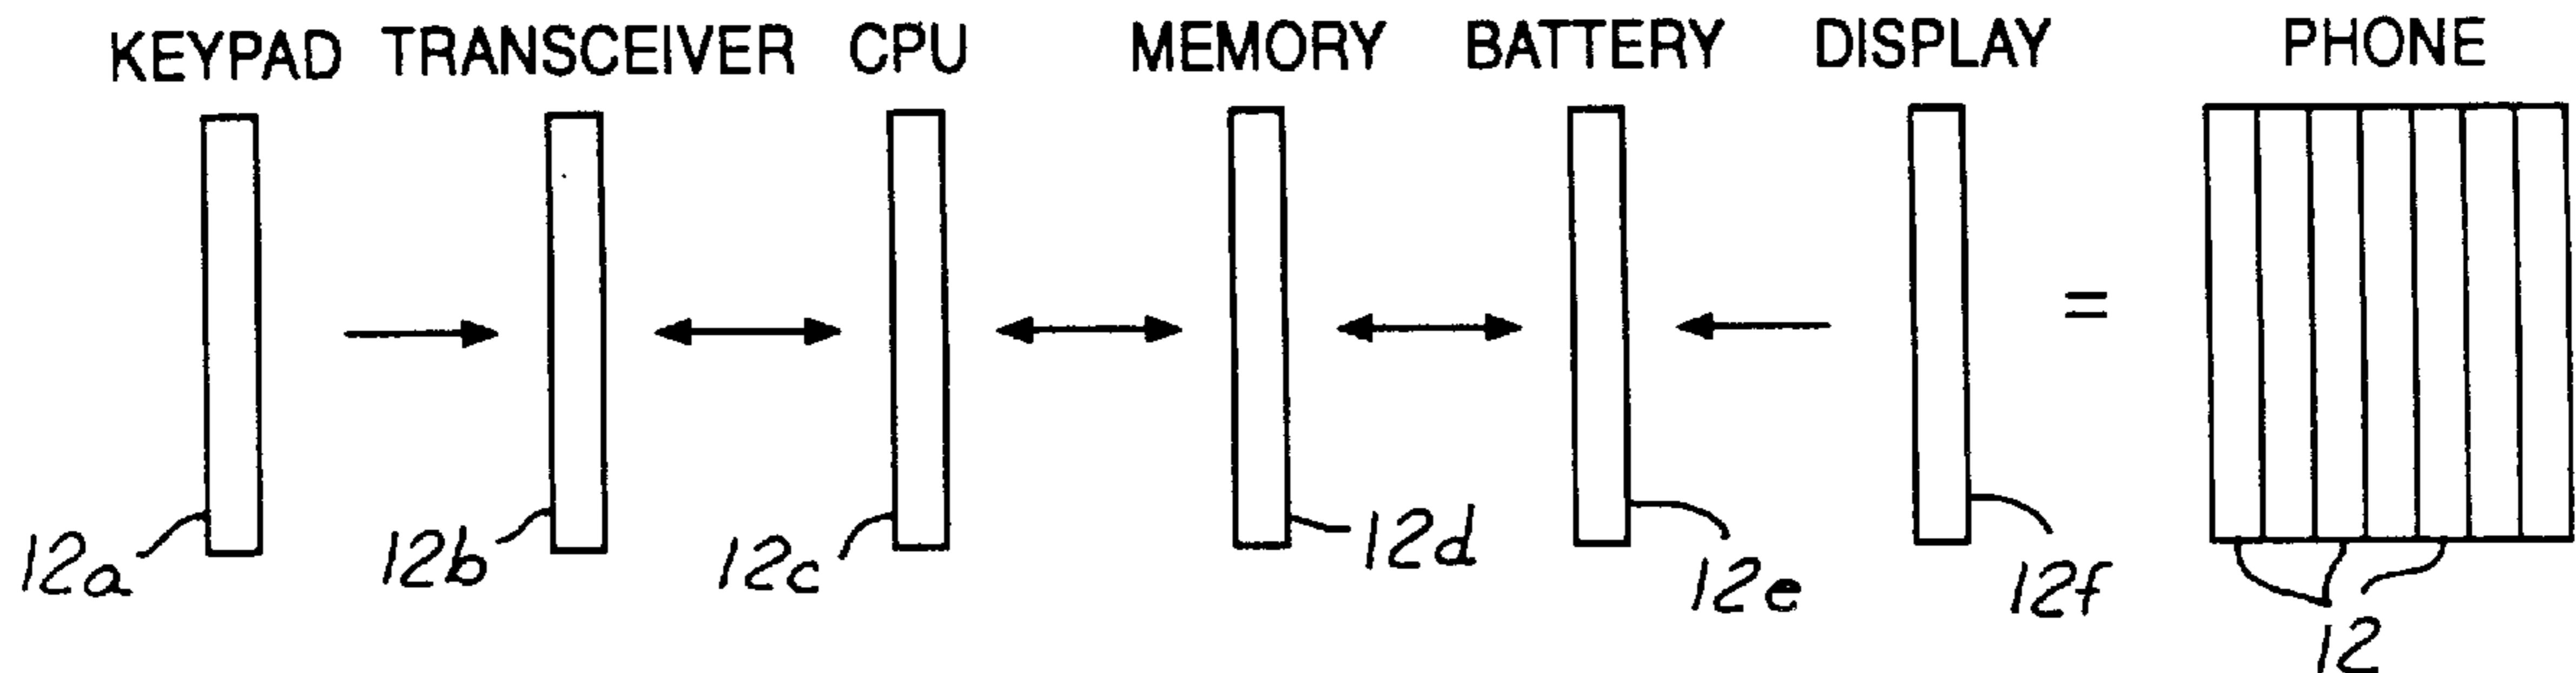 KEYPAD TRANSCEIVER CPU MEMORY BATTERY DISPLAY PHONE
=
12a 12b 12c 12d 12e 12f 12